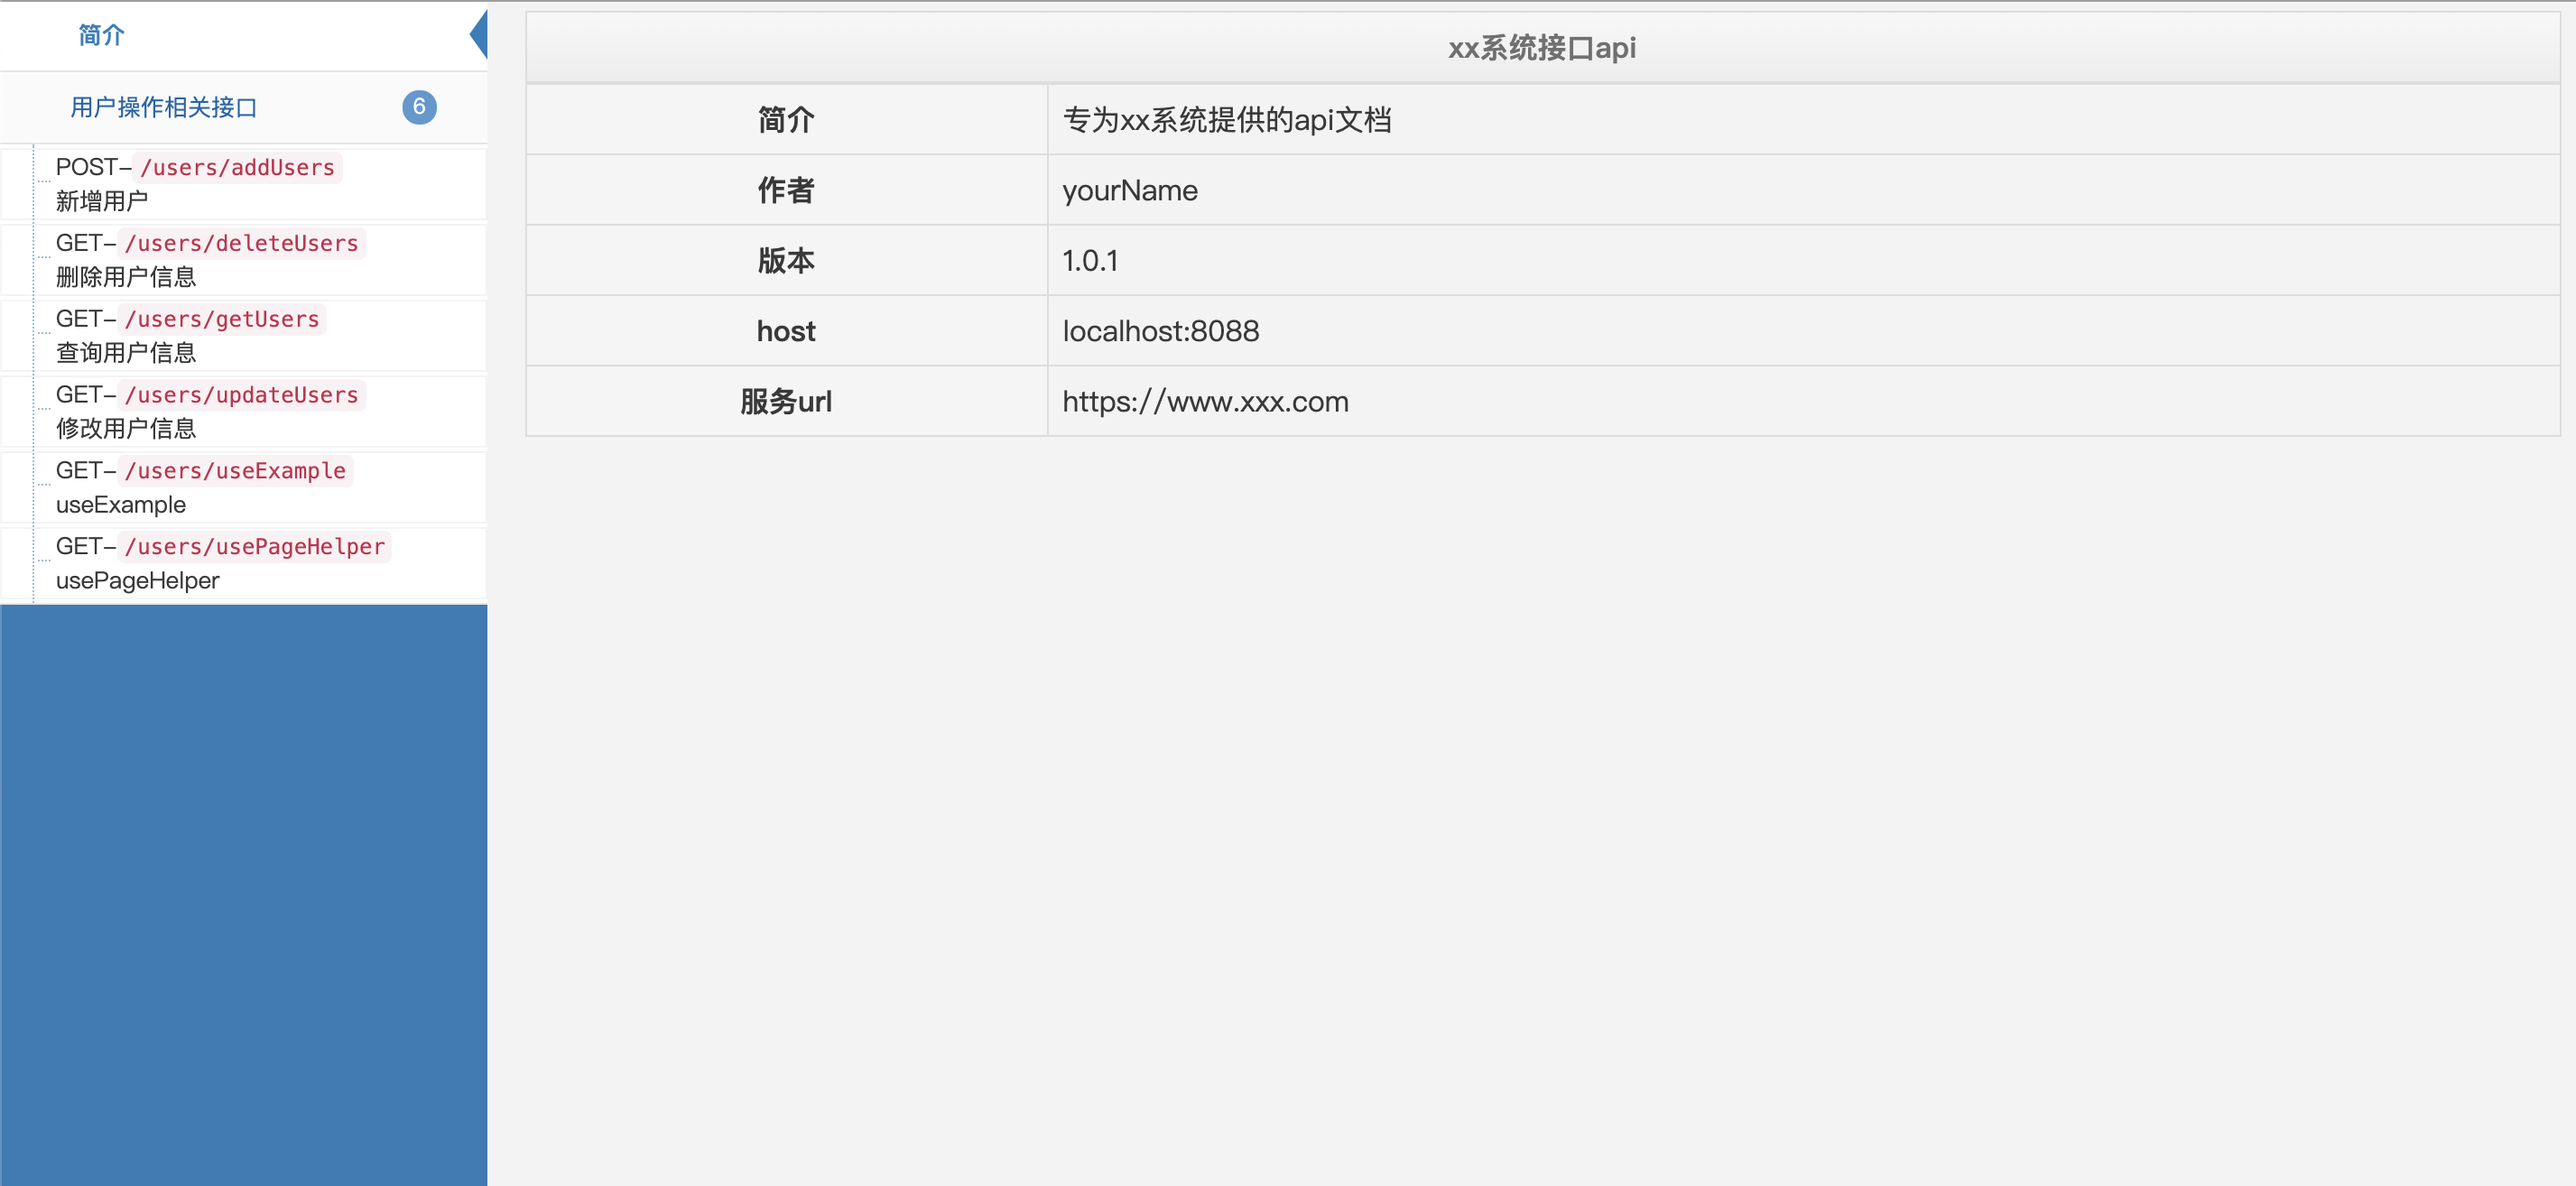 简介
用户操作相关接口 6
POST-/users/addUsers
新增用户
GET-/users/deleteUsers
删除用户信息
GET-/users/getUsers
查询用户信息
GET-/users/updateUsers
修改用户信息
GET-/users/useExample
useExample
GET-/users/usePageHelper
usePageHelper
xx系统接口api
简介 专为xx系统提供的api文档
作者 yourName
版本 1.0.1
host localhost:8088
服务url https://www.xxx.com